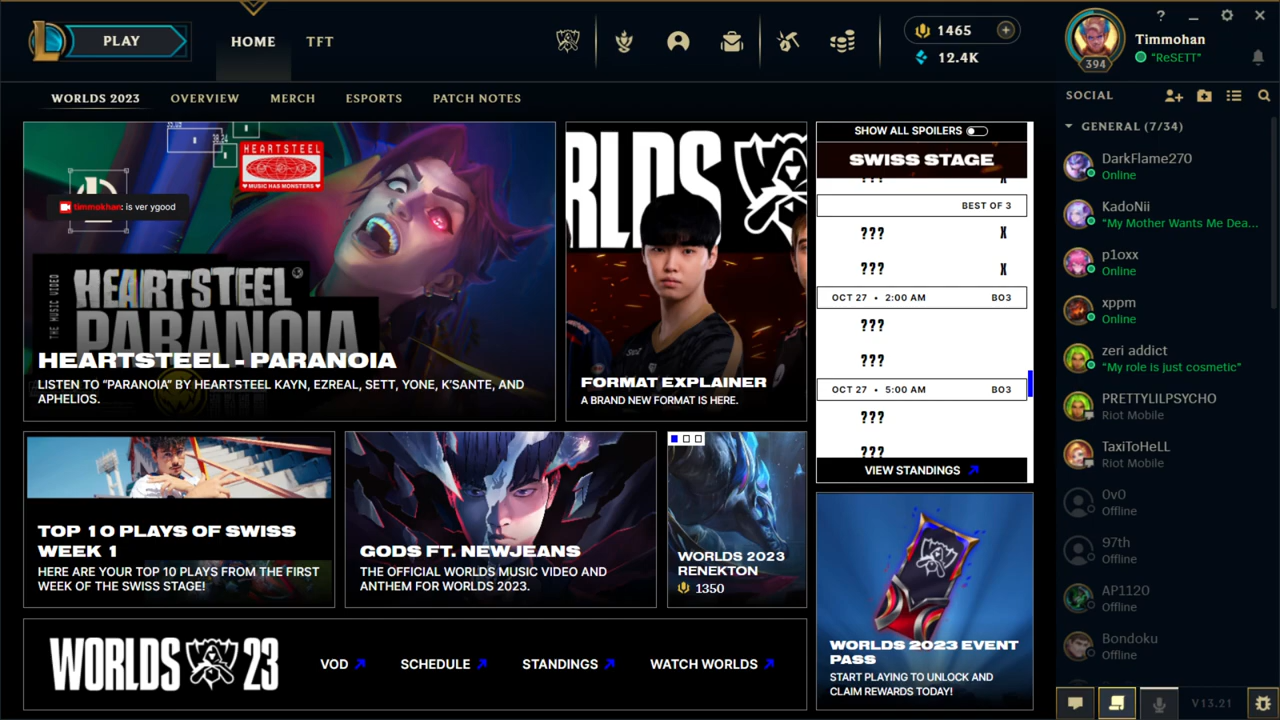 PLAY
HOME
TFT
1465
12.4K
?
Timmohan
"ReSETT"
394
WORLDS 2023
OVERVIEW
MERCH
ESPORTS
PATCH NOTES
SOCIAL
GENERAL (7/34)
DarkFlame270
Online
KadoNii
"My Mother Wants Me Dea...
p1oxx
Online
xppm
Online
zeri addict
"My role is just cosmetic"
PRETTYLILPSYCHO
Riot Mobile
TaxiToHeLL
Riot Mobile
0v0
Offline
97th
Offline
AP1120
Offline
Bondoku
Offline
V13.21
HEARTSTEEL
MUSIC HAS MONSTERS
timmokhan: is ver ygood
THE MUSIC VIDEO
HEARTSTEEL
PARANOIA
HEARTSTEEL - PARANOIA
LISTEN TO "PARANOIA" BY HEARTSTEEL KAYN, EZREAL, SETT, YONE, K'SANTE, AND
APHELIOS.
RLDS
FORMAT EXPLAINER
A BRAND NEW FORMAT IS HERE.
SHOW ALL SPOILERS
SWISS STAGE
??? X
BEST OF 3
??? X
??? X
OCT 27 • 2:00 AM BO3
???
???
OCT 27 • 5:00 AM BO3
???
???
VIEW STANDINGS
TOP 10 PLAYS OF SWISS
WEEK 1
HERE ARE YOUR TOP 10 PLAYS FROM THE FIRST
WEEK OF THE SWISS STAGE!
GODS FT. NEWJEANS
THE OFFICIAL WORLDS MUSIC VIDEO AND
ANTHEM FOR WORLDS 2023.
WORLDS 2023
RENEKTON
1350
WORLDS 2023 EVENT
PASS
START PLAYING TO UNLOCK AND
CLAIM REWARDS TODAY!
WORLDS 23
VOD
SCHEDULE
STANDINGS
WATCH WORLDS